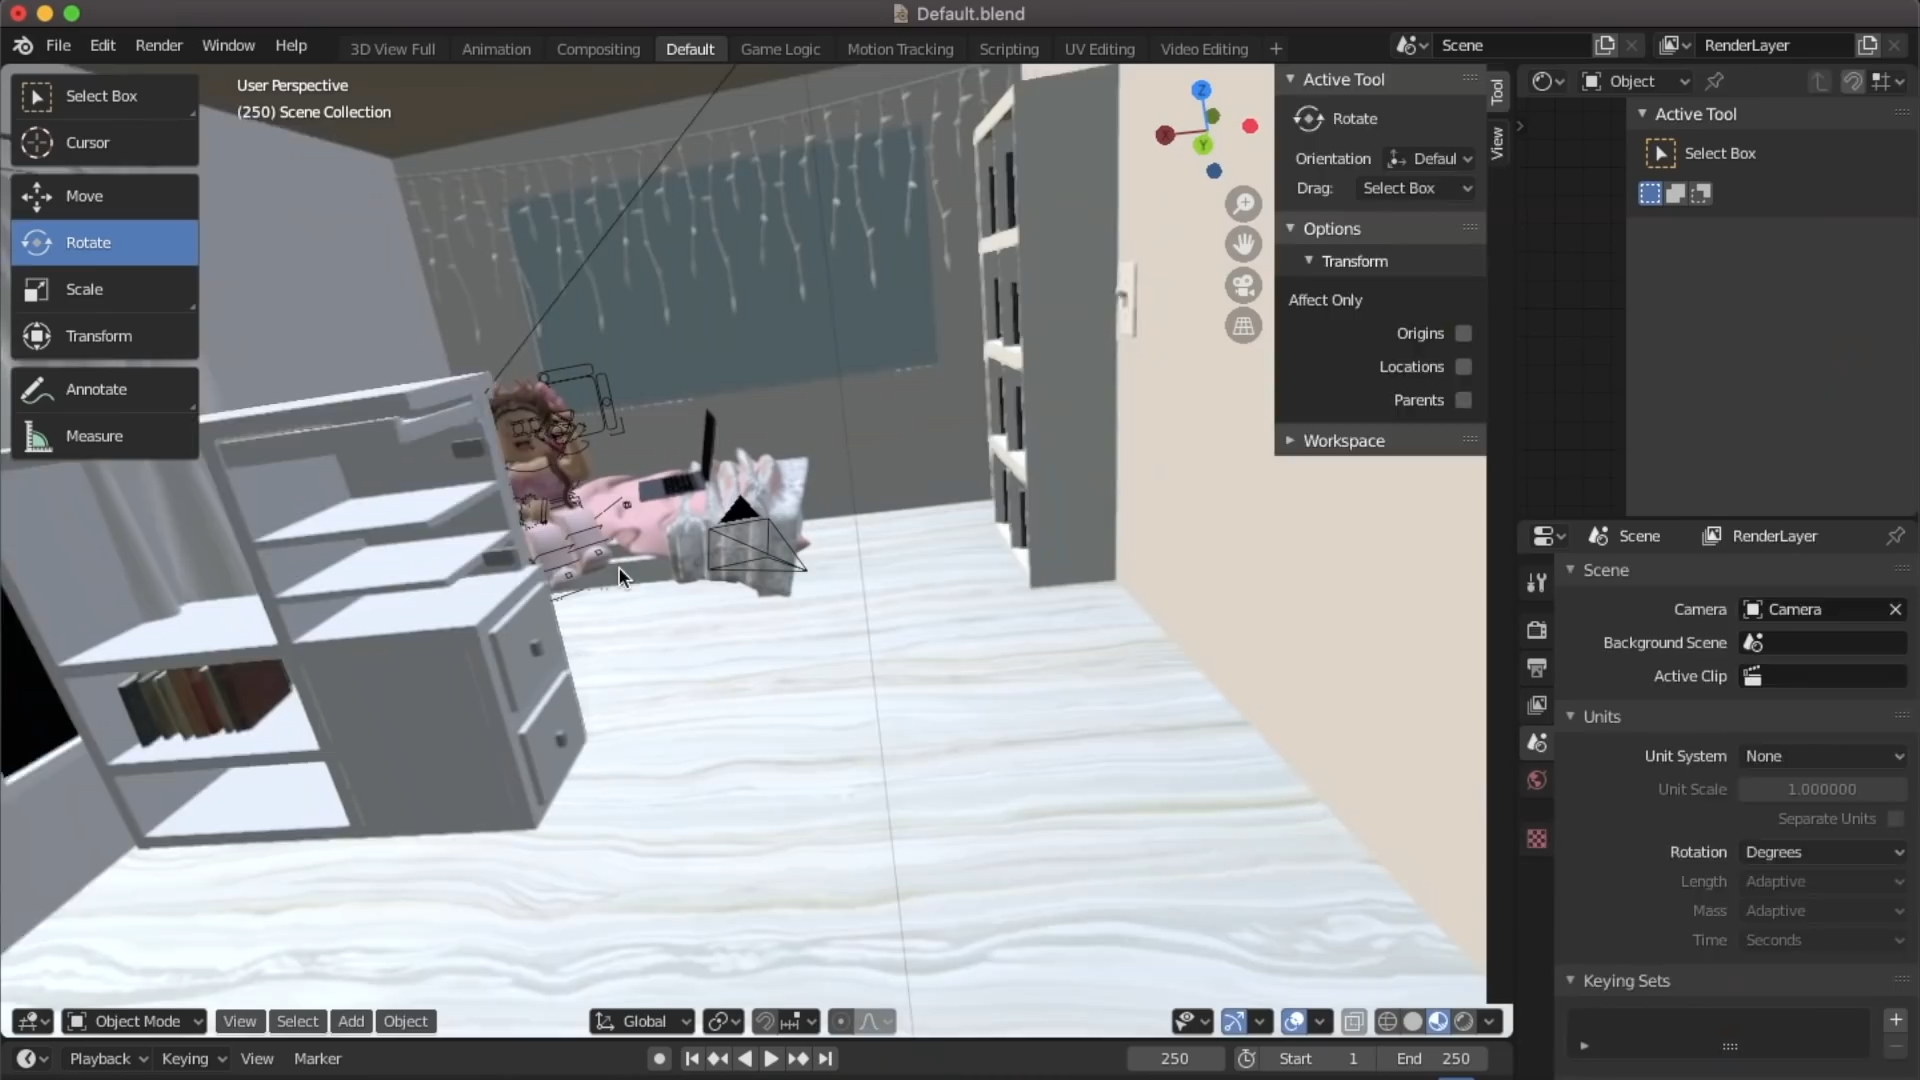 Default.blend
File Edit Render Window Help 3D View Full Animation Compositing Default Game Logic Motion Tracking Scripting UV Editing Video Editing + Scene RenderLayer
Select Box
Cursor
Move
Rotate
Scale
Transform
Annotate
Measure
User Perspective
(250) Scene Collection
Z
X
Y
Active Tool
Rotate
Orientation Defaul
Drag: Select Box
Options
Transform
Affect Only
Origins
Locations
Parents
Workspace
Tool
View
Object
Active Tool
Select Box
Scene RenderLayer
Scene
Camera Camera
Background Scene
Active Clip
Units
Unit System None
Unit Scale 1.000000
Separate Units
Rotation Degrees
Length Adaptive
Mass Adaptive
Time Seconds
Keying Sets
Object Mode View Select Add Object Global
Playback Keying View Marker 250 Start 1 End 250